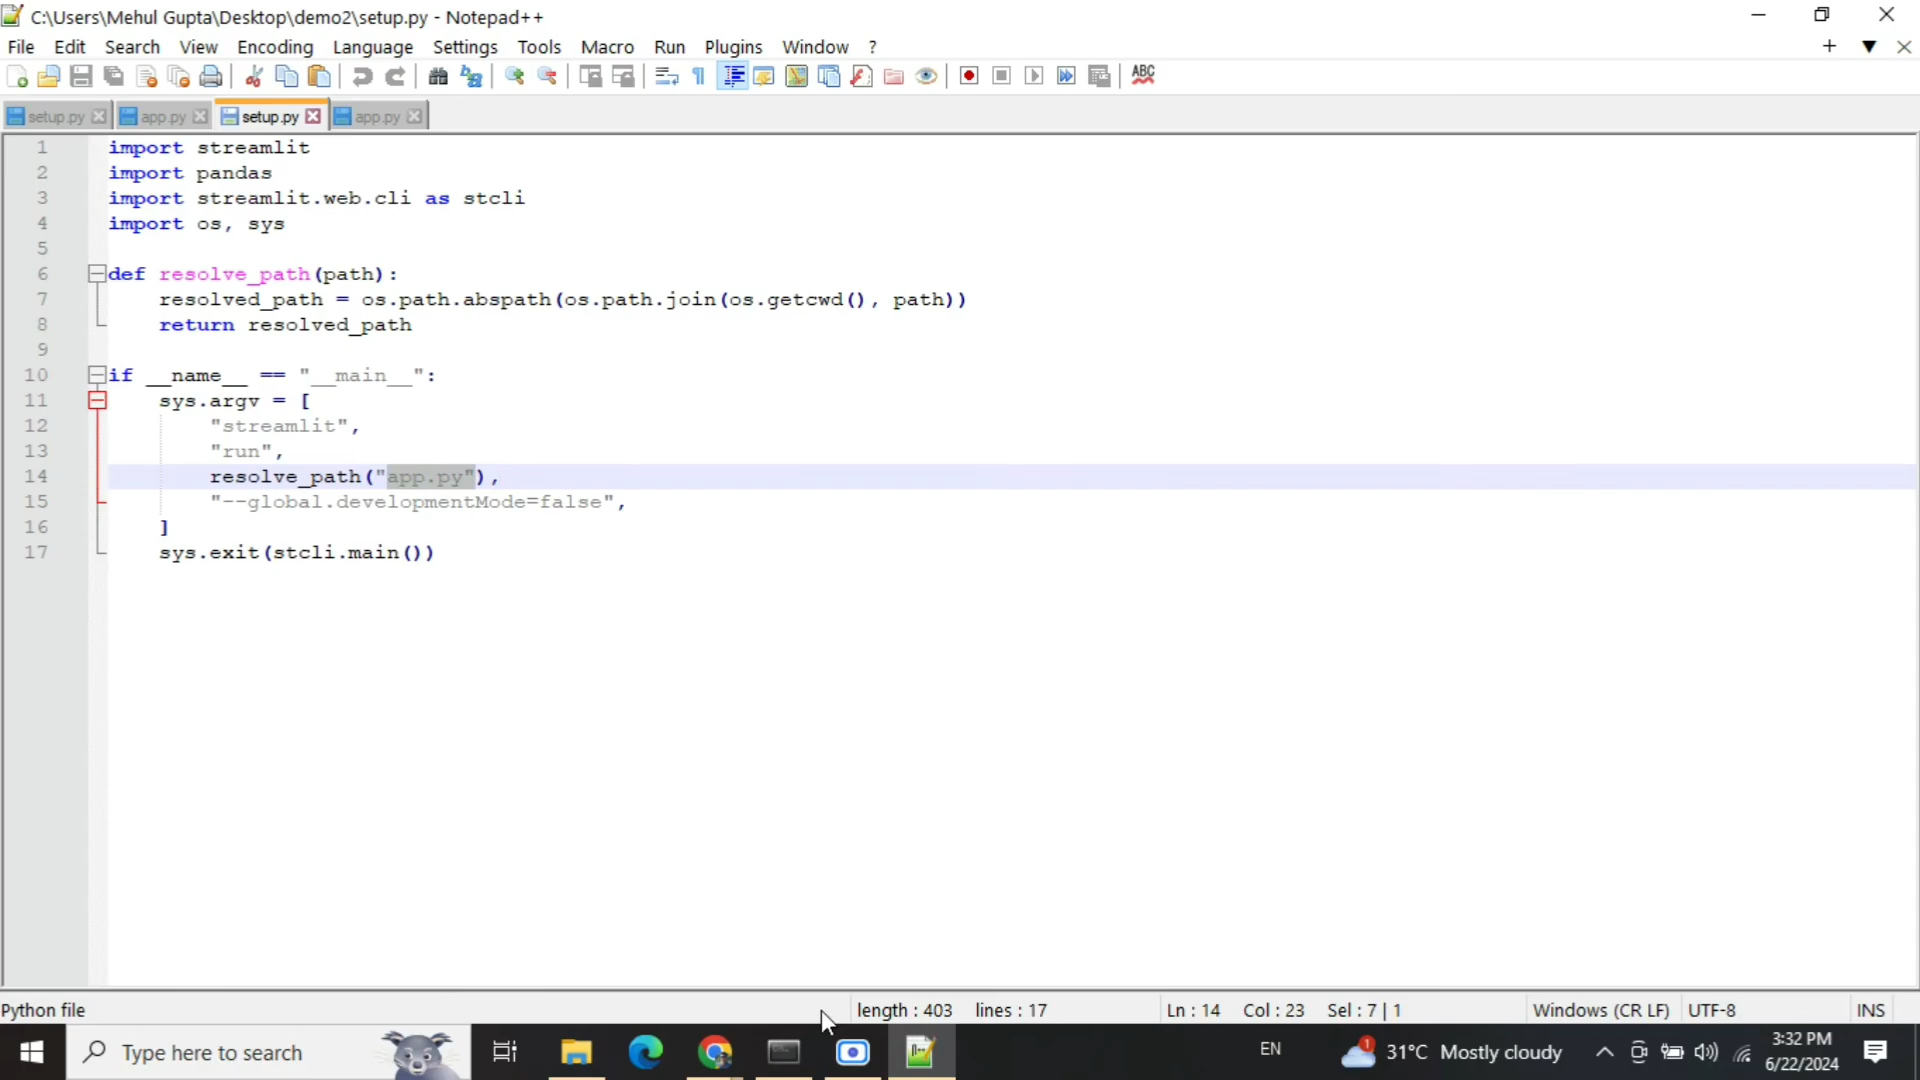 C:\Users\Mehul Gupta\Desktop\demo2\setup.py - Notepad++
File Edit Search View Encoding Language Settings Tools Macro Run Plugins Window ?
ABC
setup.py app.py setup.py app.py
1 import streamlit
2 import pandas
3 import streamlit.web.cli as stcli
4 import os, sys
5
6 def resolve_path(path):
7 resolved_path = os.path.abspath(os.path.join(os.getcwd(), path))
8 return resolved_path
9
10 if __name__ == "__main__":
11 sys.argv = [
12 "streamlit",
13 "run",
14 resolve_path("app.py"),
15 "--global.developmentMode=false",
16 ]
17 sys.exit(stcli.main())
Python file length : 403 lines : 17 Ln : 14 Col : 23 Sel : 7 | 1 Windows (CR LF) UTF-8 INS
Type here to search EN 1 31°C Mostly cloudy 3:32 PM
6/22/2024